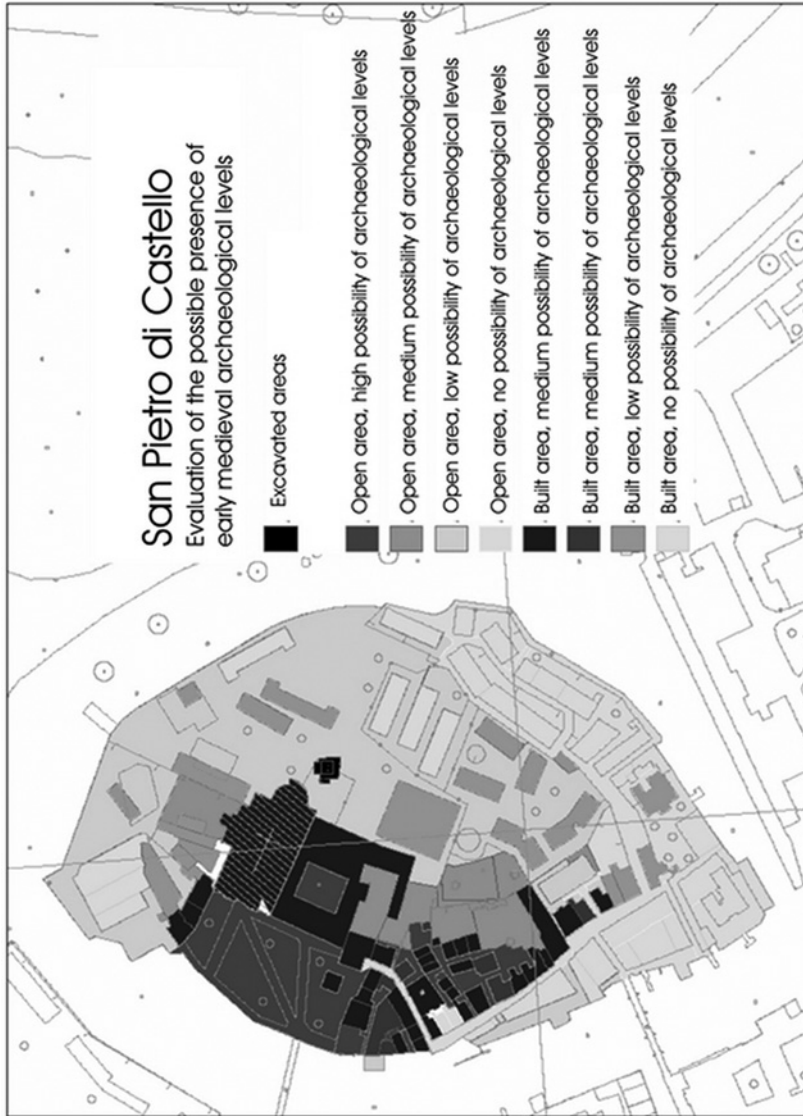 San Pietro di Castello
Evaluation of the possible presence of
early medieval archaeological levels
Excavated areas
Open area, high possibility of archaeological levels
Open area, medium possibility of archaeological levels
Open area, low possibility of archaeological levels
Open area, no possibility of archaeological levels
Built area, medium possibility of archaeological levels
Built area, medium possibility of archaeological levels
Built area, low possibility of archaeological levels
Built area, no possibility of archaeological levels